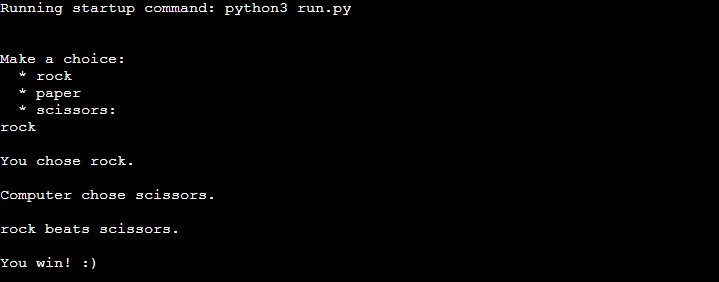 Running startup command: python3 run.py
Make a choice:
* rock
* paper
* scissors:
rock
You chose rock.
Computer chose scissors.
rock beats scissors.
You win! :)